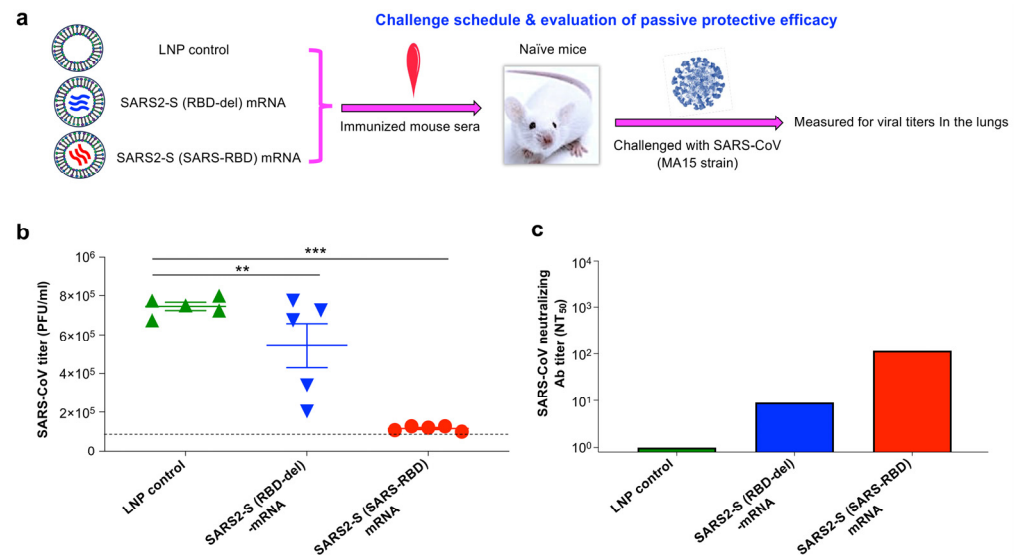 a
Challenge schedule & evaluation of passive protective efficacy
LNP control
SARS2-S (RBD-del) mRNA
SARS2-S (SARS-RBD) mRNA
Immunized mouse sera
Naïve mice
Challenged with SARS-CoV
(MA15 strain)
Measured for viral titers In the lungs
b
SARS-CoV titer (PFU/ml)
10⁶
8×10⁵
6×10⁵
4×10⁵
2×10⁵
0
***
**
LNP control
SARS2-S (RBD-del)
-mRNA
SARS2-S (SARS-RBD)
mRNA
c
SARS-CoV neutralizing
Ab titer (NT₅₀)
10⁴
10³
10²
10¹
10⁰
LNP control
SARS2-S (RBD-del)
-mRNA
SARS2-S (SARS-RBD)
mRNA